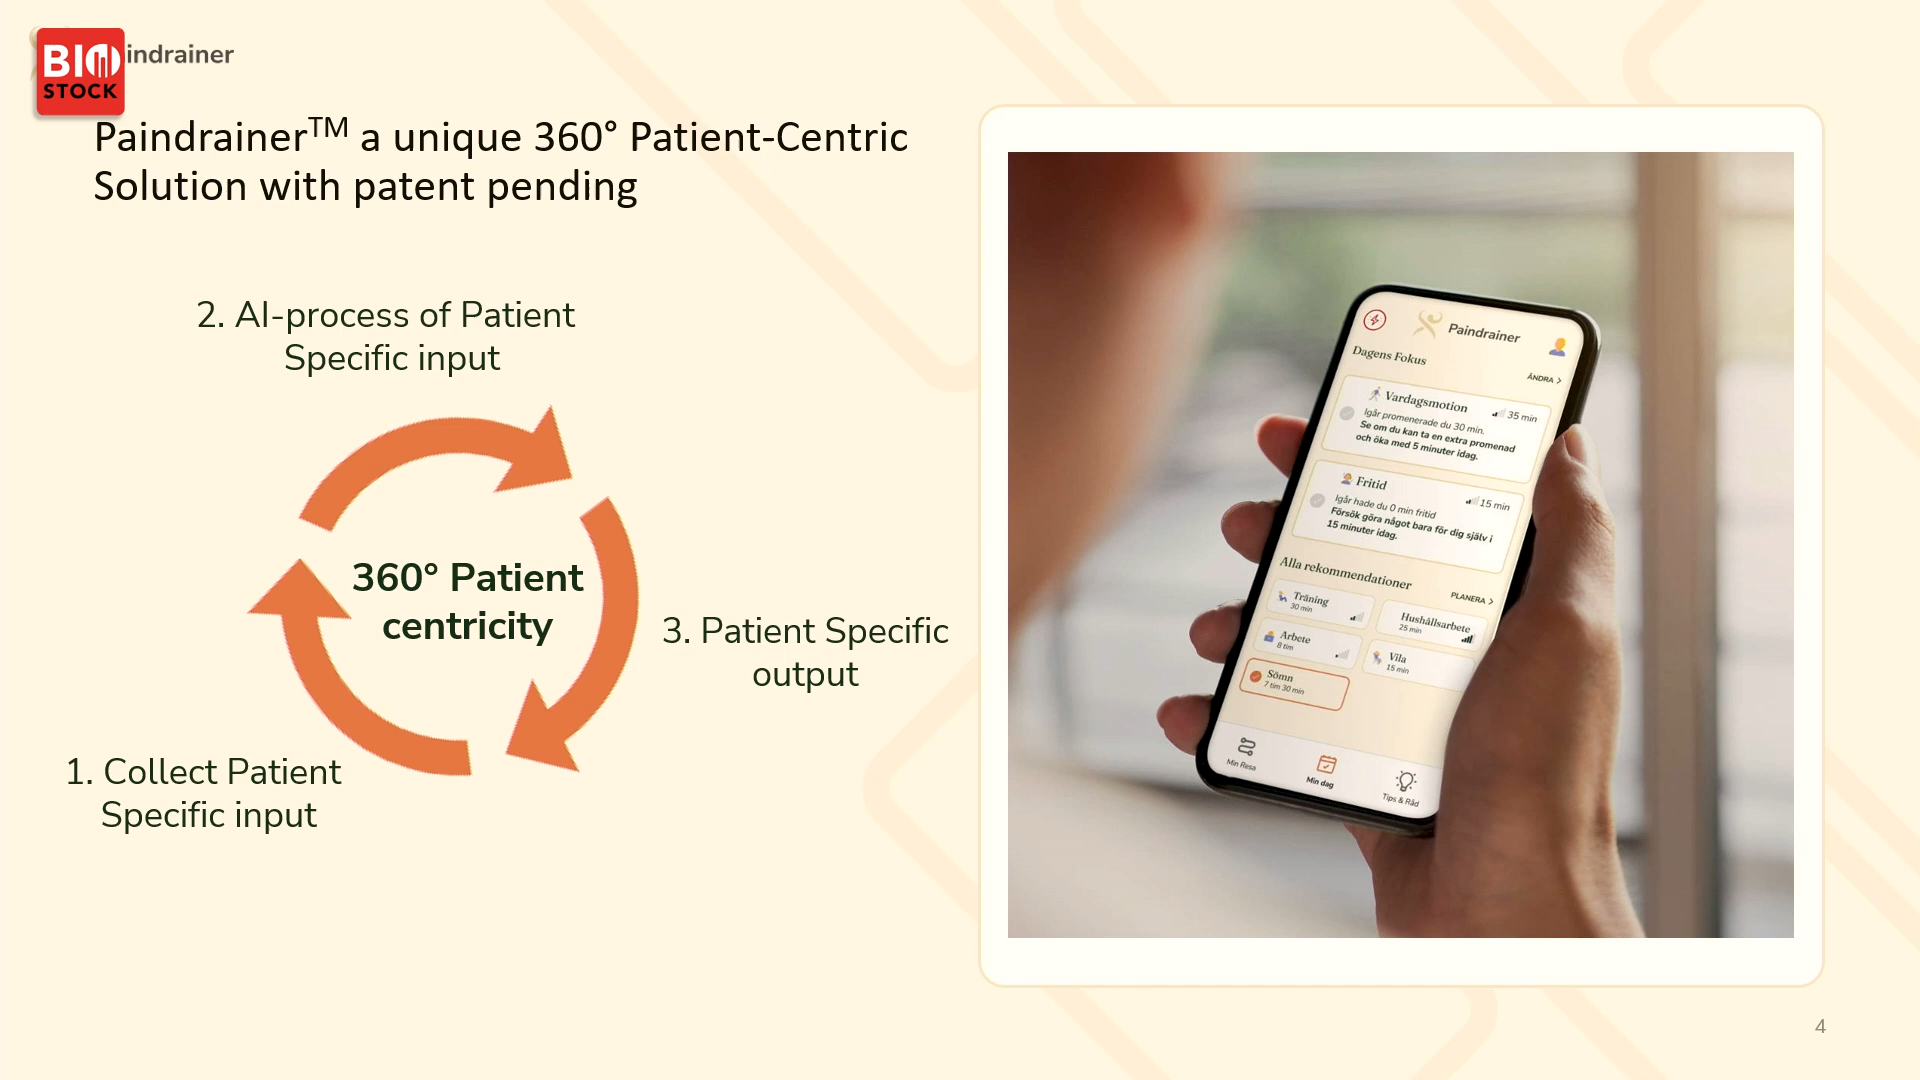 BIO
STOCK
indrainer
Paindrainer™ a unique 360° Patient-Centric
Solution with patent pending
2. AI-process of Patient
Specific input
360° Patient
centricity
3. Patient Specific
output
1. Collect Patient
Specific input
Paindrainer
Dagens Fokus
ÄNDRA >
Vardagsmotion
35 min
Igår promenerade du 30 min.
Se om du kan ta en extra promenad
och öka med 5 minuter idag.
Fritid
15 min
Igår hade du 0 min fritid
Försök göra något bara för dig själv i
15 minuter idag.
Alla rekommendationer
PLANERA >
Träning
30 min
Hushållsarbete
25 min
Arbete
8 tim
Vila
15 min
Sömn
7 tim 30 min
Min Resa
Min dag
Tips & Råd
4